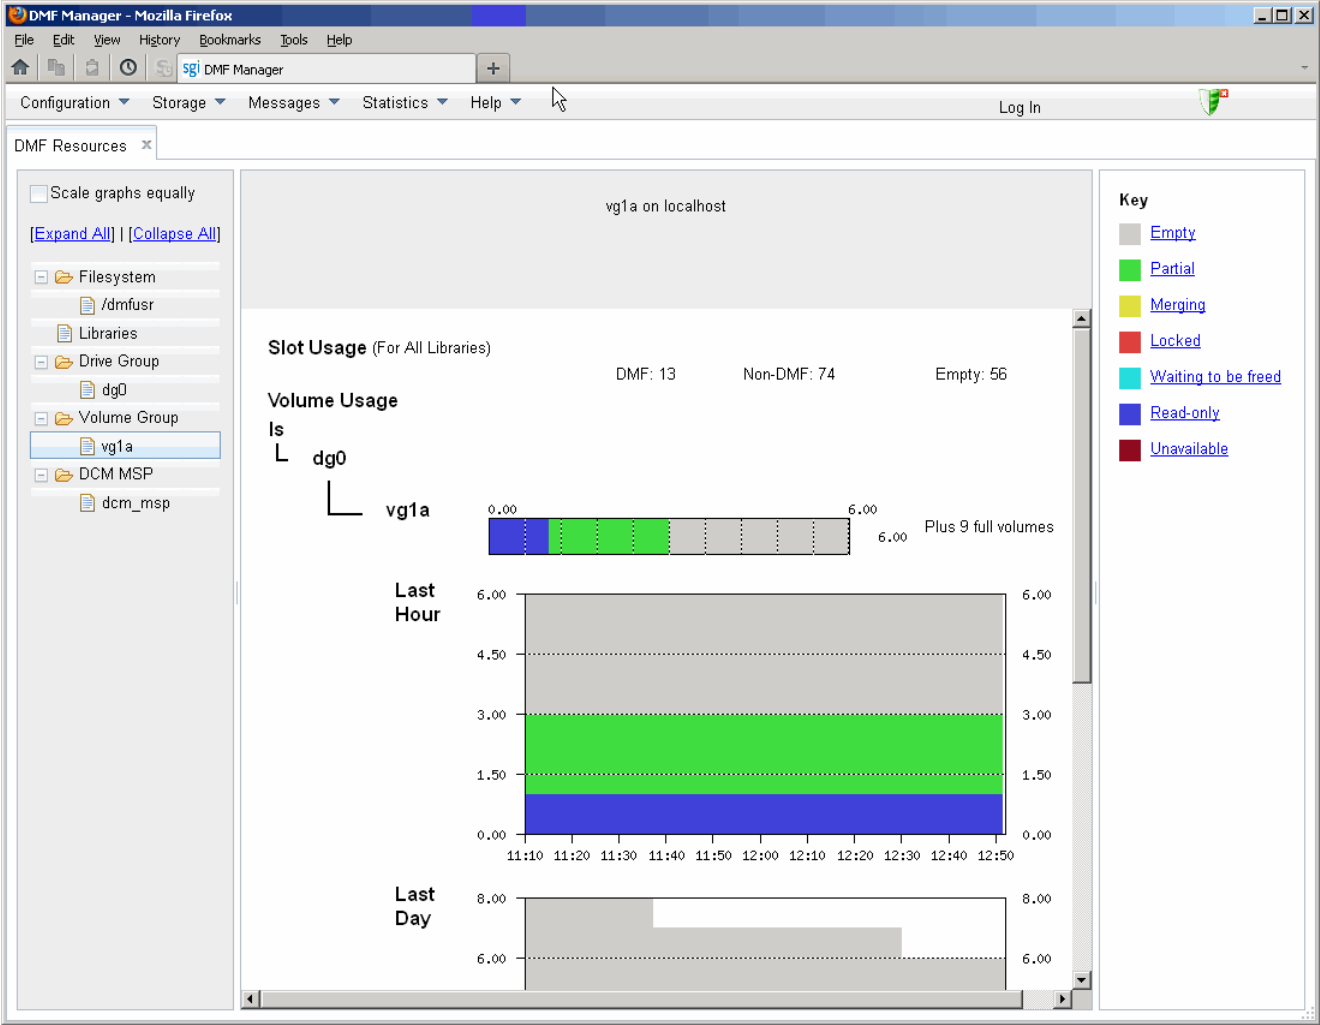 DMF Manager - Mozilla Firefox
File Edit View History Bookmarks Tools Help
sgi DMF Manager
Configuration Storage Messages Statistics Help Log In
DMF Resources
Scale graphs equally
[Expand All] | [Collapse All]
Filesystem
/dmfusr
Libraries
Drive Group
dg0
Volume Group
vg1a
DCM MSP
dcm_msp
vg1a on localhost
Slot Usage (For All Libraries)
DMF: 13 Non-DMF: 74 Empty: 56
Volume Usage
ls
dg0
vg1a
0.00 6.00
6.00 Plus 9 full volumes
Last
Hour
6.00 6.00
4.50 4.50
3.00 3.00
1.50 1.50
0.00 0.00
11:10 11:20 11:30 11:40 11:50 12:00 12:10 12:20 12:30 12:40 12:50
Last
Day
8.00 8.00
6.00 6.00
Key
Empty
Partial
Merging
Locked
Waiting to be freed
Read-only
Unavailable